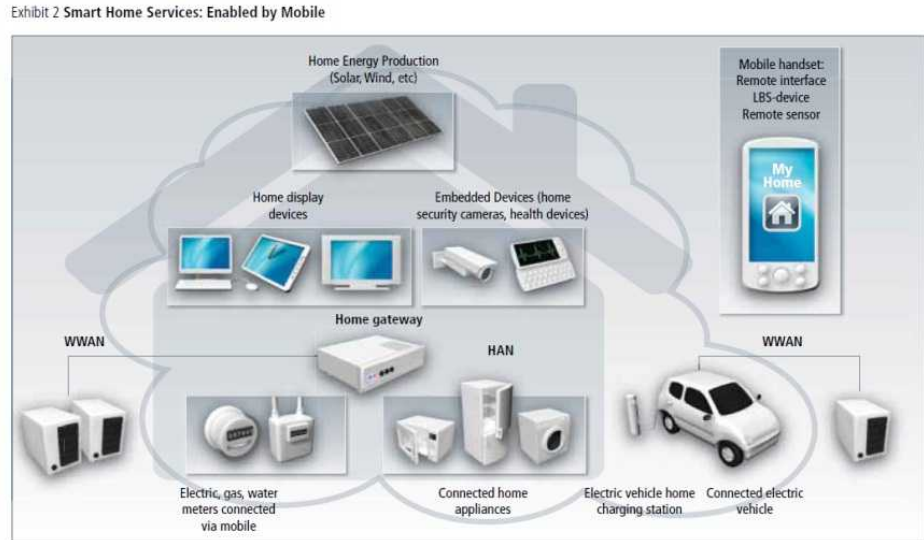 Exhibit 2 Smart Home Services: Enabled by Mobile
Home Energy Production
(Solar, Wind, etc)
Mobile handset:
Remote interface
LBS-device
Remote sensor
My
Home
Home display
devices
Embedded Devices (home
security cameras, health devices)
Home gateway
WWAN
HAN
WWAN
Electric, gas, water
meters connected
via mobile
Connected home
appliances
Electric vehicle home
charging station
Connected electric
vehicle